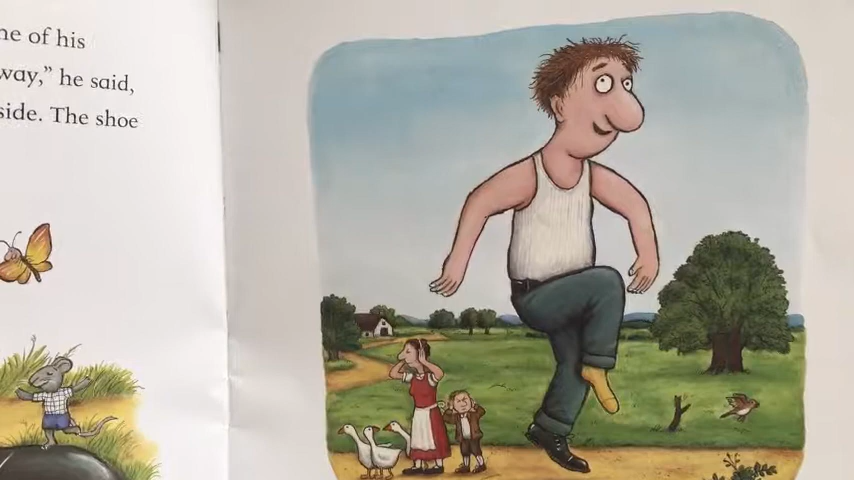 ne of his
way,” he said,
side. The shoe